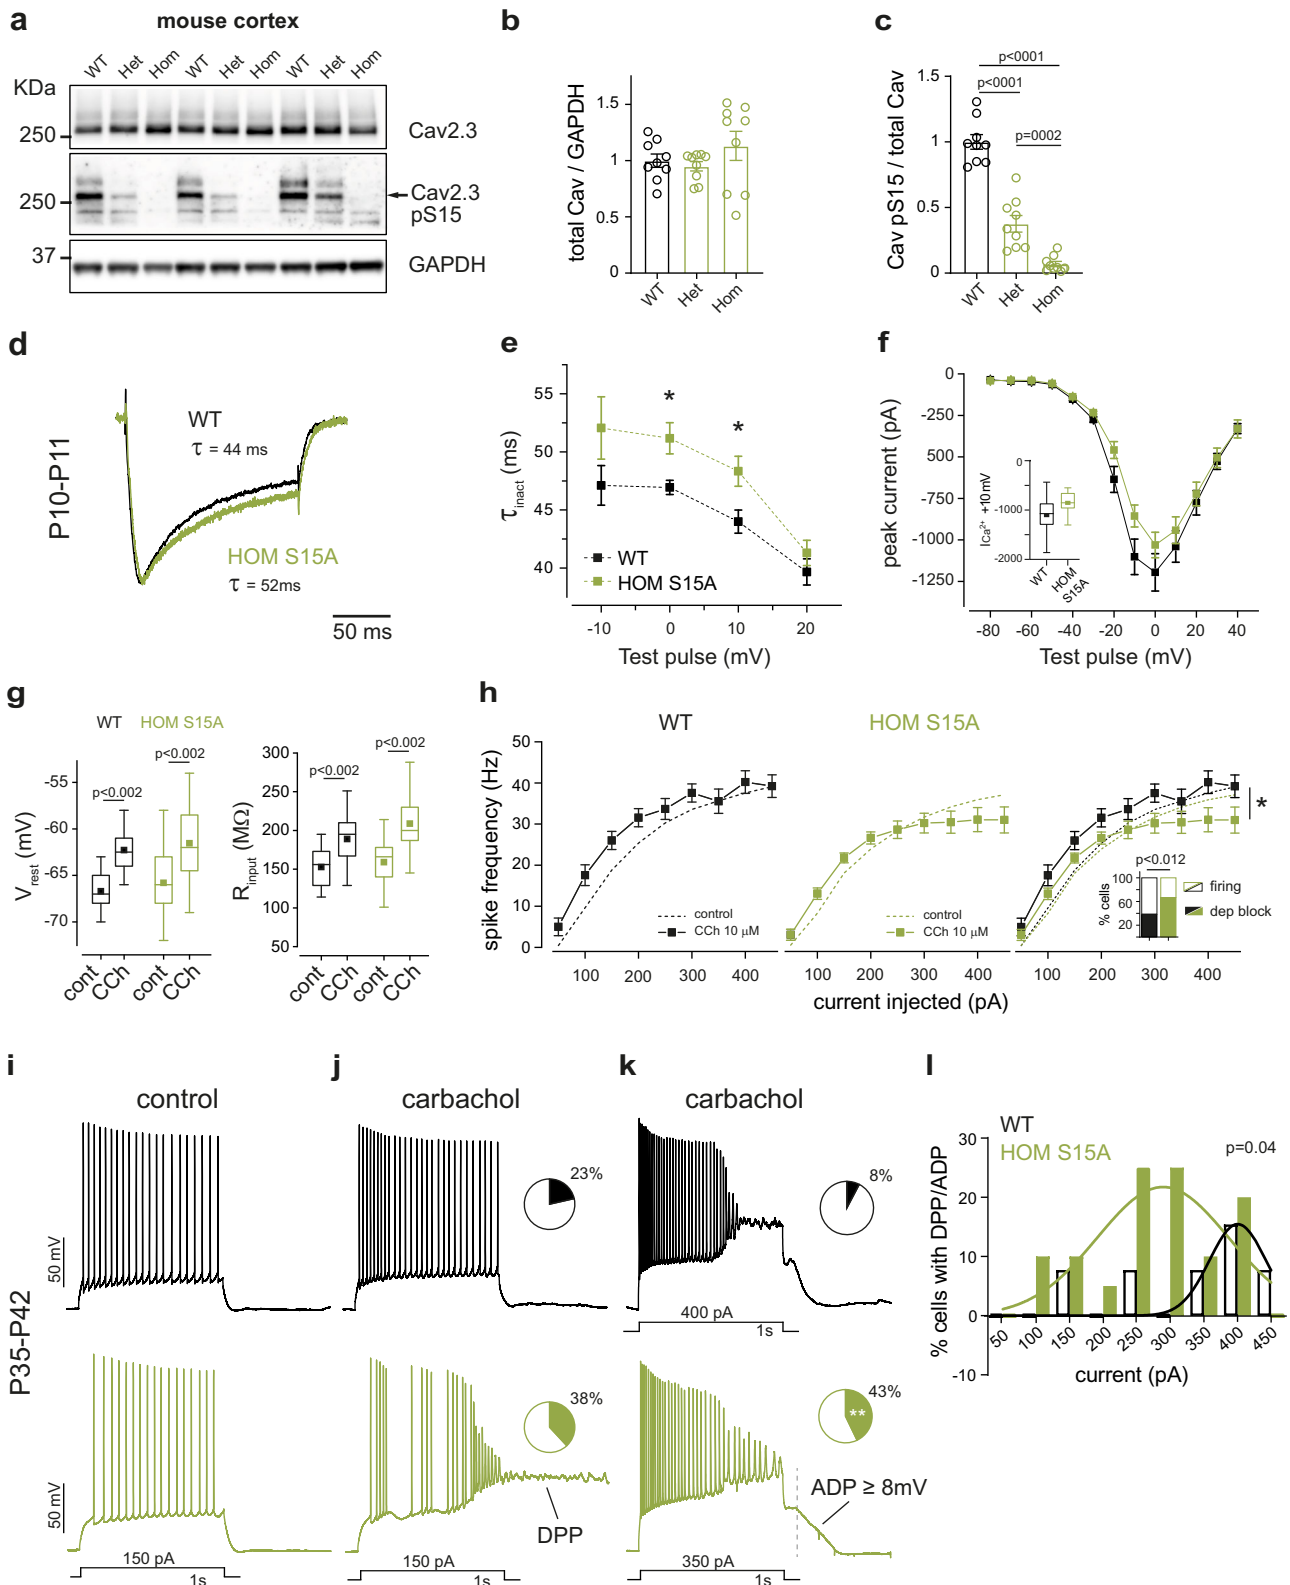 a
mouse cortex
WT Het Hom WT Het Hom WT Het Hom
KDa
250
Cav2.3
250
Cav2.3
pS15
37
GAPDH
b
total Cav / GAPDH
1.5
1
0.5
0
WT Het Hom
c
Cav pS15 / total Cav
p<0001
p<0001
p=0002
1.5
1
0.5
0
WT Het Hom
d
P10-P11
WT
τ = 44 ms
HOM S15A
τ = 52ms
50 ms
e
τinact (ms)
55
50
45
40
* *
WT
HOM S15A
-10 0 10 20
Test pulse (mV)
f
peak current (pA)
0
-250
500
-750
-1000
-1250
ICa²⁺ +10 mV
0
-1000
-2000
WT
HOM
S15A
-80 -60 -40 -20 0 20 40
Test pulse (mV)
g
WT HOM S15A
Vrest (mV)
-55
-60
-65
-70
p<0.002
p<0.002
cont CCh cont CCh
Rinput (MΩ)
300
250
200
150
100
50
p<0.002
p<0.002
cont CCh cont CCh
h
WT
HOM S15A
spike frequency (Hz)
50
40
30
20
10
0
control
CCh 10 μM
control
CCh 10 μM
*
p<0.012
% cells
100
60
20
firing
dep block
100 200 300 400
100 200 300 400
100 200 300 400
current injected (pA)
P35-P42
i
control
50 mV
50 mV
150 pA
1s
j
carbachol
23%
38%
DPP
150 pA
1s
k
carbachol
8%
400 pA
1s
43%
**
ADP ≥ 8mV
350 pA
1s
l
WT
HOM S15A
p=0.04
% cells with DPP/ADP
30
20
10
0
-10
50 100 150 200 250 300 350 400 450
current (pA)